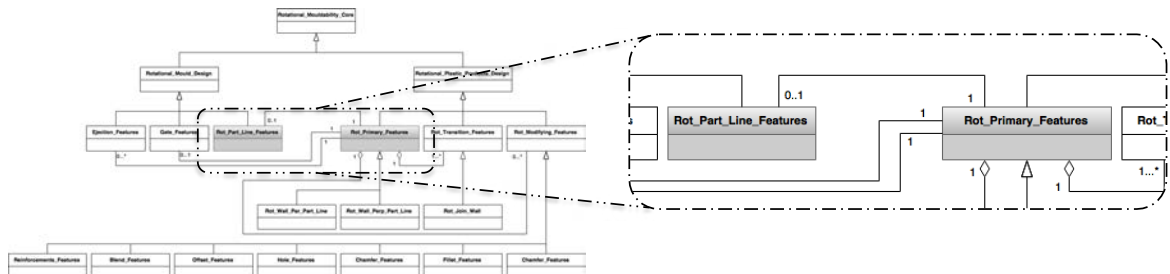 Rotational_Mouldability_Core
Rotational_Mould_Design
Rotational_Plastic_Products_Design
0..1
1
1
1
Ejection_Features
Gate_Features
Rot_Part_Line_Features
Rot_Primary_Features
Rot_Transition_Features
Rot_Modifying_Features
0..*
0..1
1
1
0..*
Rot_Wall_Par_Part_Line
Rot_Wall_Perp_Part_Line
Rot_Join_Wall
Reinforcements_Features
Blend_Features
Offset_Features
Hole_Features
Chamfer_Features
Fillet_Features
Chamfer_Features
0..1
1
1
1
Rot_Part_Line_Features
Rot_Primary_Features
Rot_T
1
1
1...*